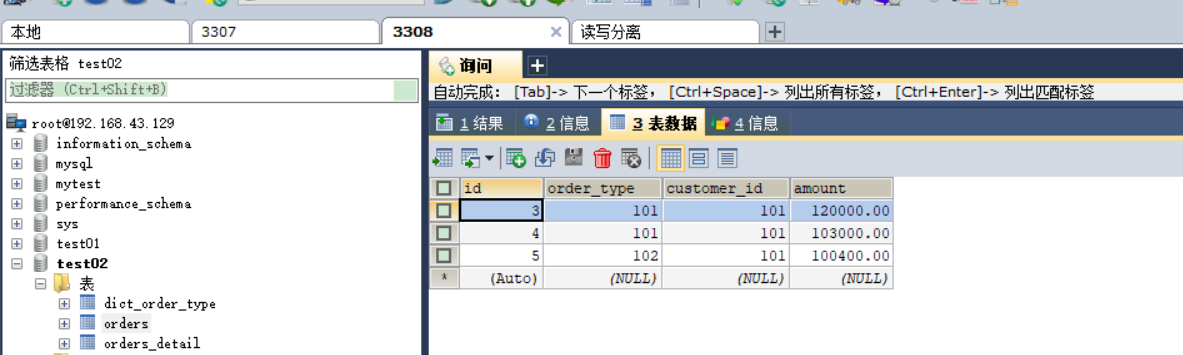 本地 3307 3308 读写分离
筛选表格 test02
过滤器 (Ctrl+Shift+B)
root@192.168.43.129
information_schema
mysql
mytest
performance_schema
sys
test01
test02
表
dict_order_type
orders
orders_detail
询问
自动完成: [Tab]-> 下一个标签, [Ctrl+Space]-> 列出所有标签, [Ctrl+Enter]-> 列出匹配标签
1 结果 2 信息 3 表数据 4 信息
id order_type customer_id amount
3 101 101 120000.00
4 101 101 103000.00
5 102 101 100400.00
* (Auto) (NULL) (NULL) (NULL)